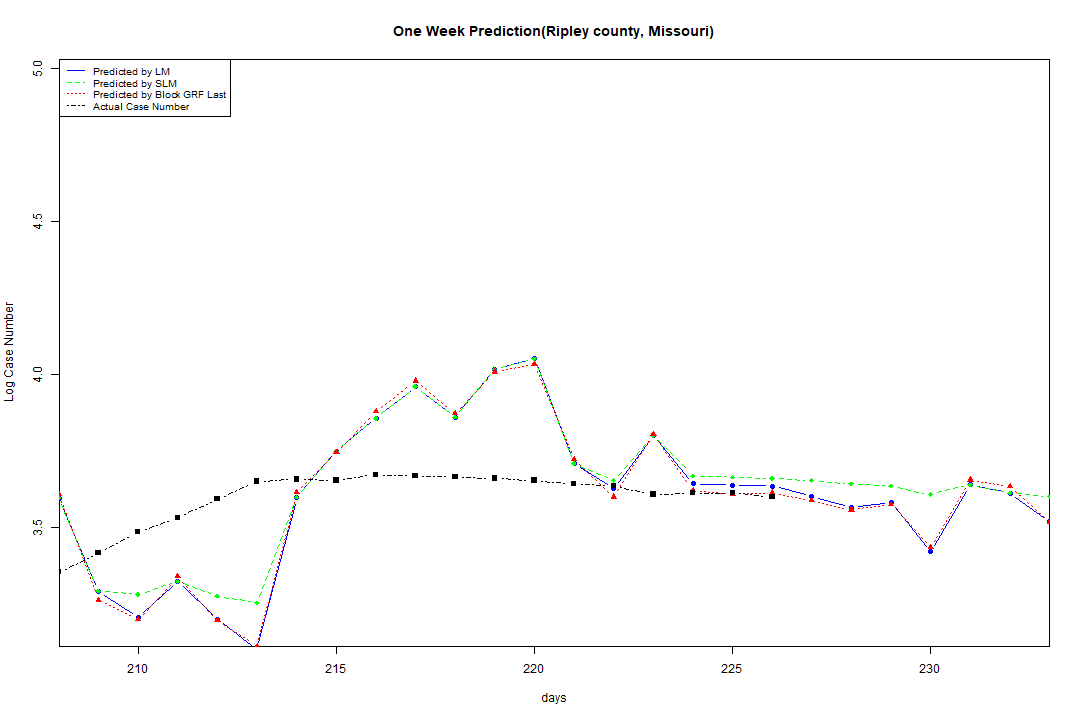 One Week Prediction(Ripley county, Missouri)
Predicted by LM
Predicted by SLM
Predicted by Block GRF Last
Actual Case Number
5.0
4.5
4.0
3.5
Log Case Number
210 215 220 225 230
days